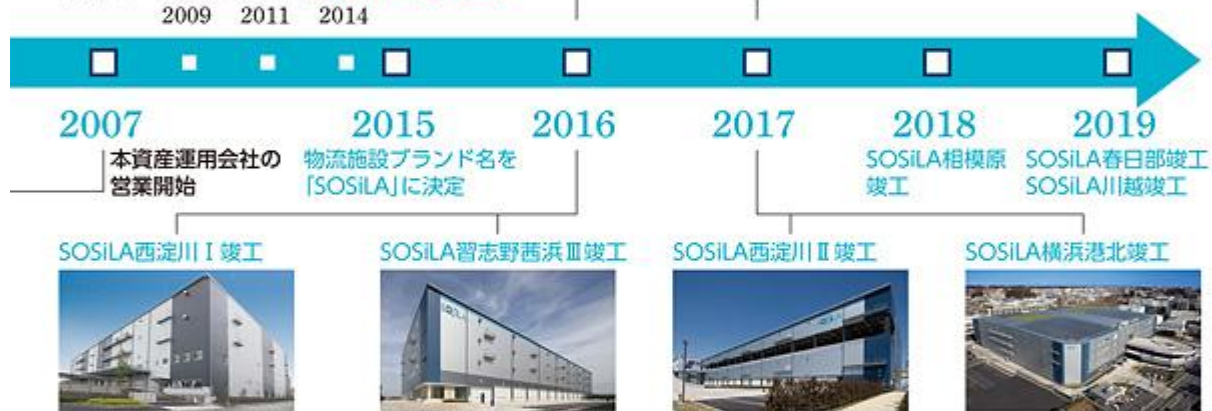 2009 2011 2014
2007 2015 2016 2017 2018 2019
本資産運用会社の
営業開始
物流施設ブランド名を
「SOSiLA」に決定
SOSiLA相模原
竣工
SOSiLA春日部竣工
SOSiLA川越竣工
SOSiLA西淀川Ⅰ竣工
SOSiLA習志野茜浜Ⅲ竣工
SOSiLA西淀川Ⅱ竣工
SOSiLA横浜港北竣工